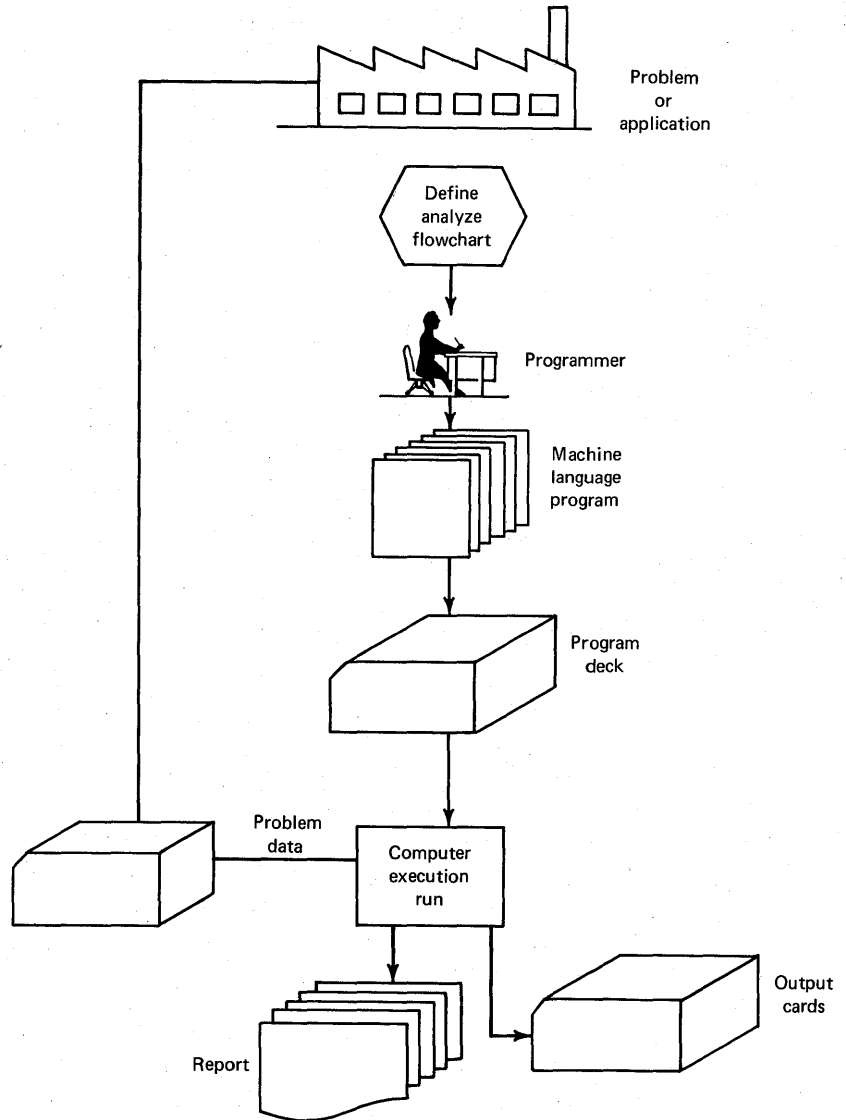 Problem
or
application
Define
analyze
flowchart
Programmer
Machine
language
program
Program
deck
Problem
data
Computer
execution
run
Output
cards
Report